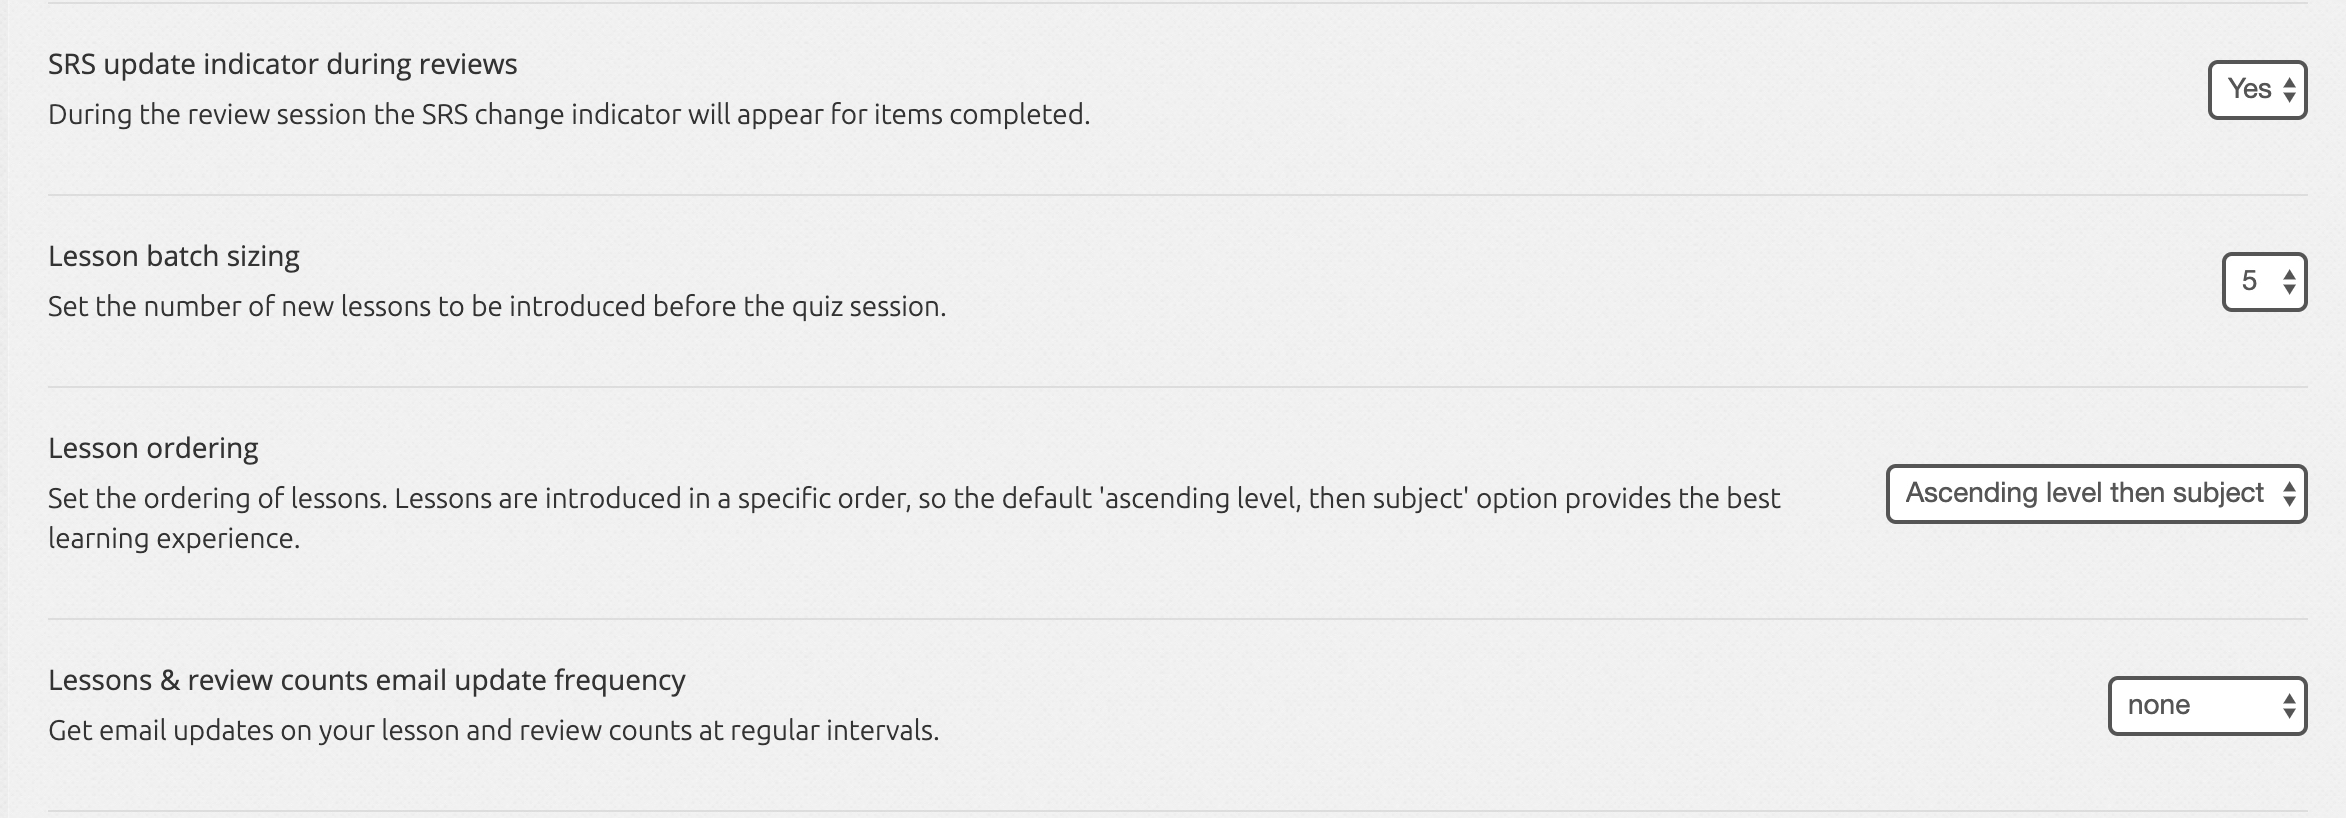 SRS update indicator during reviews
Yes
During the review session the SRS change indicator will appear for items completed.
Lesson batch sizing
5
Set the number of new lessons to be introduced before the quiz session.
Lesson ordering
Set the ordering of lessons. Lessons are introduced in a specific order, so the default 'ascending level, then subject' option provides the best
Ascending level then subject
learning experience.
Lessons & review counts email update frequency
none
Get email updates on your lesson and review counts at regular intervals.